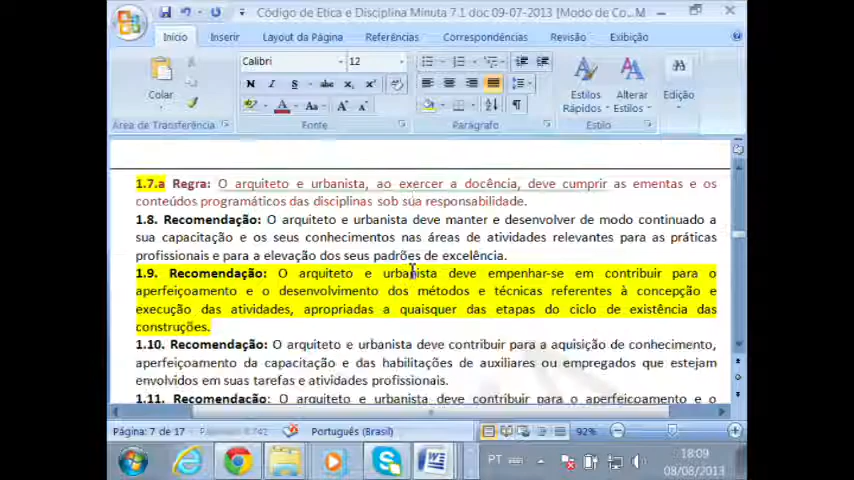 Código de Ética e Disciplina Minuta 7.1 doc 09-07-2013 [Modo de Co... M...
Início Inserir Layout da Página Referências Correspondências Revisão Exibição
Calibri 12
Colar
N I S abc x₂ x²
Estilos Rápidos
Alterar Estilos
Edição
Área de Transferência Fonte Parágrafo Estilo
1.7.a Regra: O arquiteto e urbanista, ao exercer a docência, deve cumprir as ementas e os
conteúdos programáticos das disciplinas sob sua responsabilidade.
1.8. Recomendação: O arquiteto e urbanista deve manter e desenvolver de modo continuado a
sua capacitação e os seus conhecimentos nas áreas de atividades relevantes para as práticas
profissionais e para a elevação dos seus padrões de excelência.
1.9. Recomendação: O arquiteto e urbanista deve empenhar-se em contribuir para o
aperfeiçoamento e o desenvolvimento dos métodos e técnicas referentes à concepção e
execução das atividades, apropriadas a quaisquer das etapas do ciclo de existência das
construções.
1.10. Recomendação: O arquiteto e urbanista deve contribuir para a aquisição de conhecimento,
aperfeiçoamento da capacitação e das habilitações de auxiliares ou empregados que estejam
envolvidos em suas tarefas e atividades profissionais.
1.11. Recomendação: O arquiteto e urbanista deve contribuir para o aperfeiçoamento e o
Página: 7 de 17 Português (Brasil) 92%
PT 18:09
08/08/2013